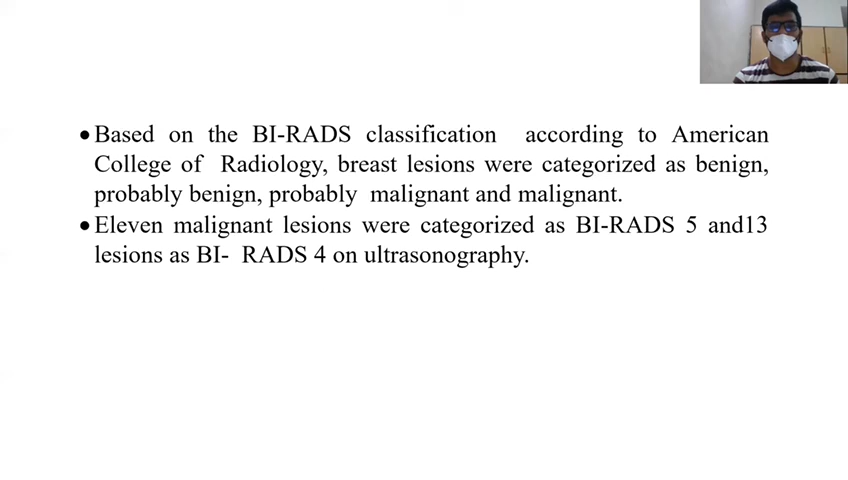 ●Based on the BI-RADS classification according to American
College of Radiology, breast lesions were categorized as benign,
probably benign, probably malignant and malignant.
●Eleven malignant lesions were categorized as BI-RADS 5 and13
lesions as BI- RADS 4 on ultrasonography.